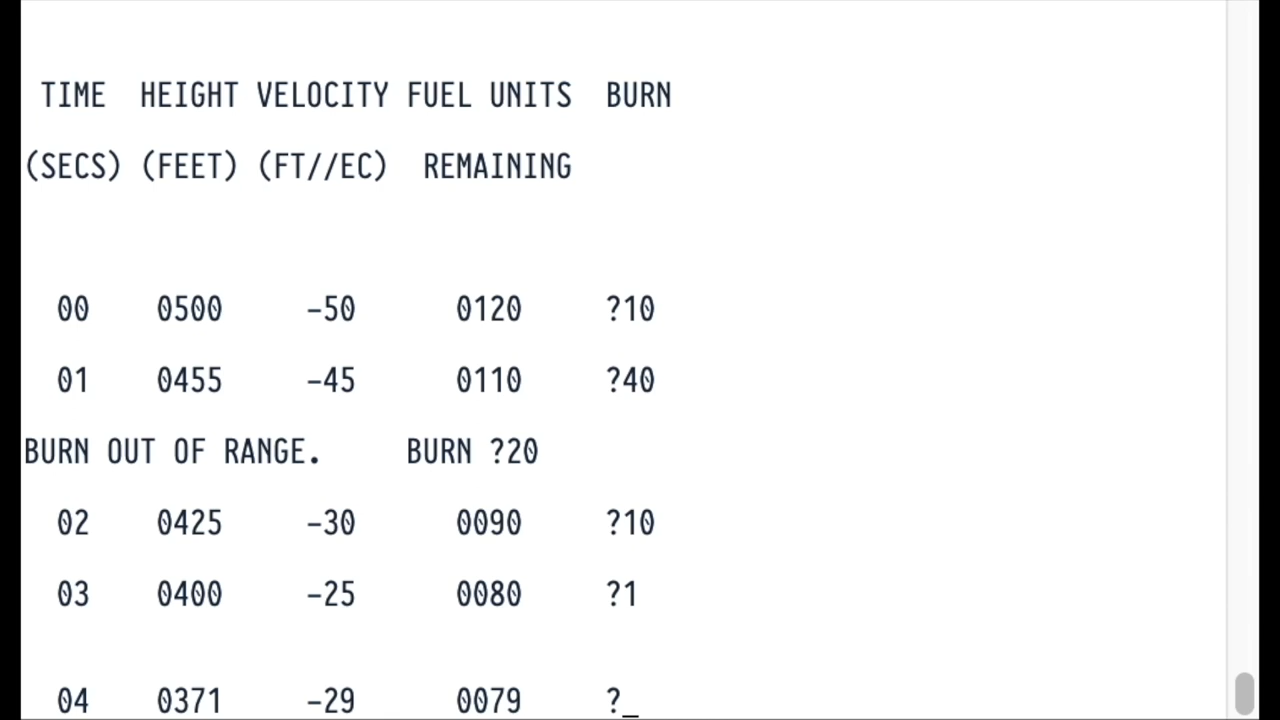 TIME HEIGHT VELOCITY FUEL UNITS BURN
(SECS) (FEET) (FT//EC) REMAINING
00 0500 -50 0120 ?10
01 0455 -45 0110 ?40
BURN OUT OF RANGE. BURN ?20
02 0425 -30 0090 ?10
03 0400 -25 0080 ?1
04 0371 -29 0079 ?_